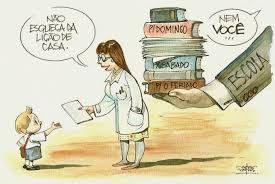 NÃO
ESQUEÇA DA
LIÇÃO DE
CASA.
NEM
VOCÊ...
P/ DOMINGO
P/ SÁBADO
P/ O FERIADO
ESCOLA